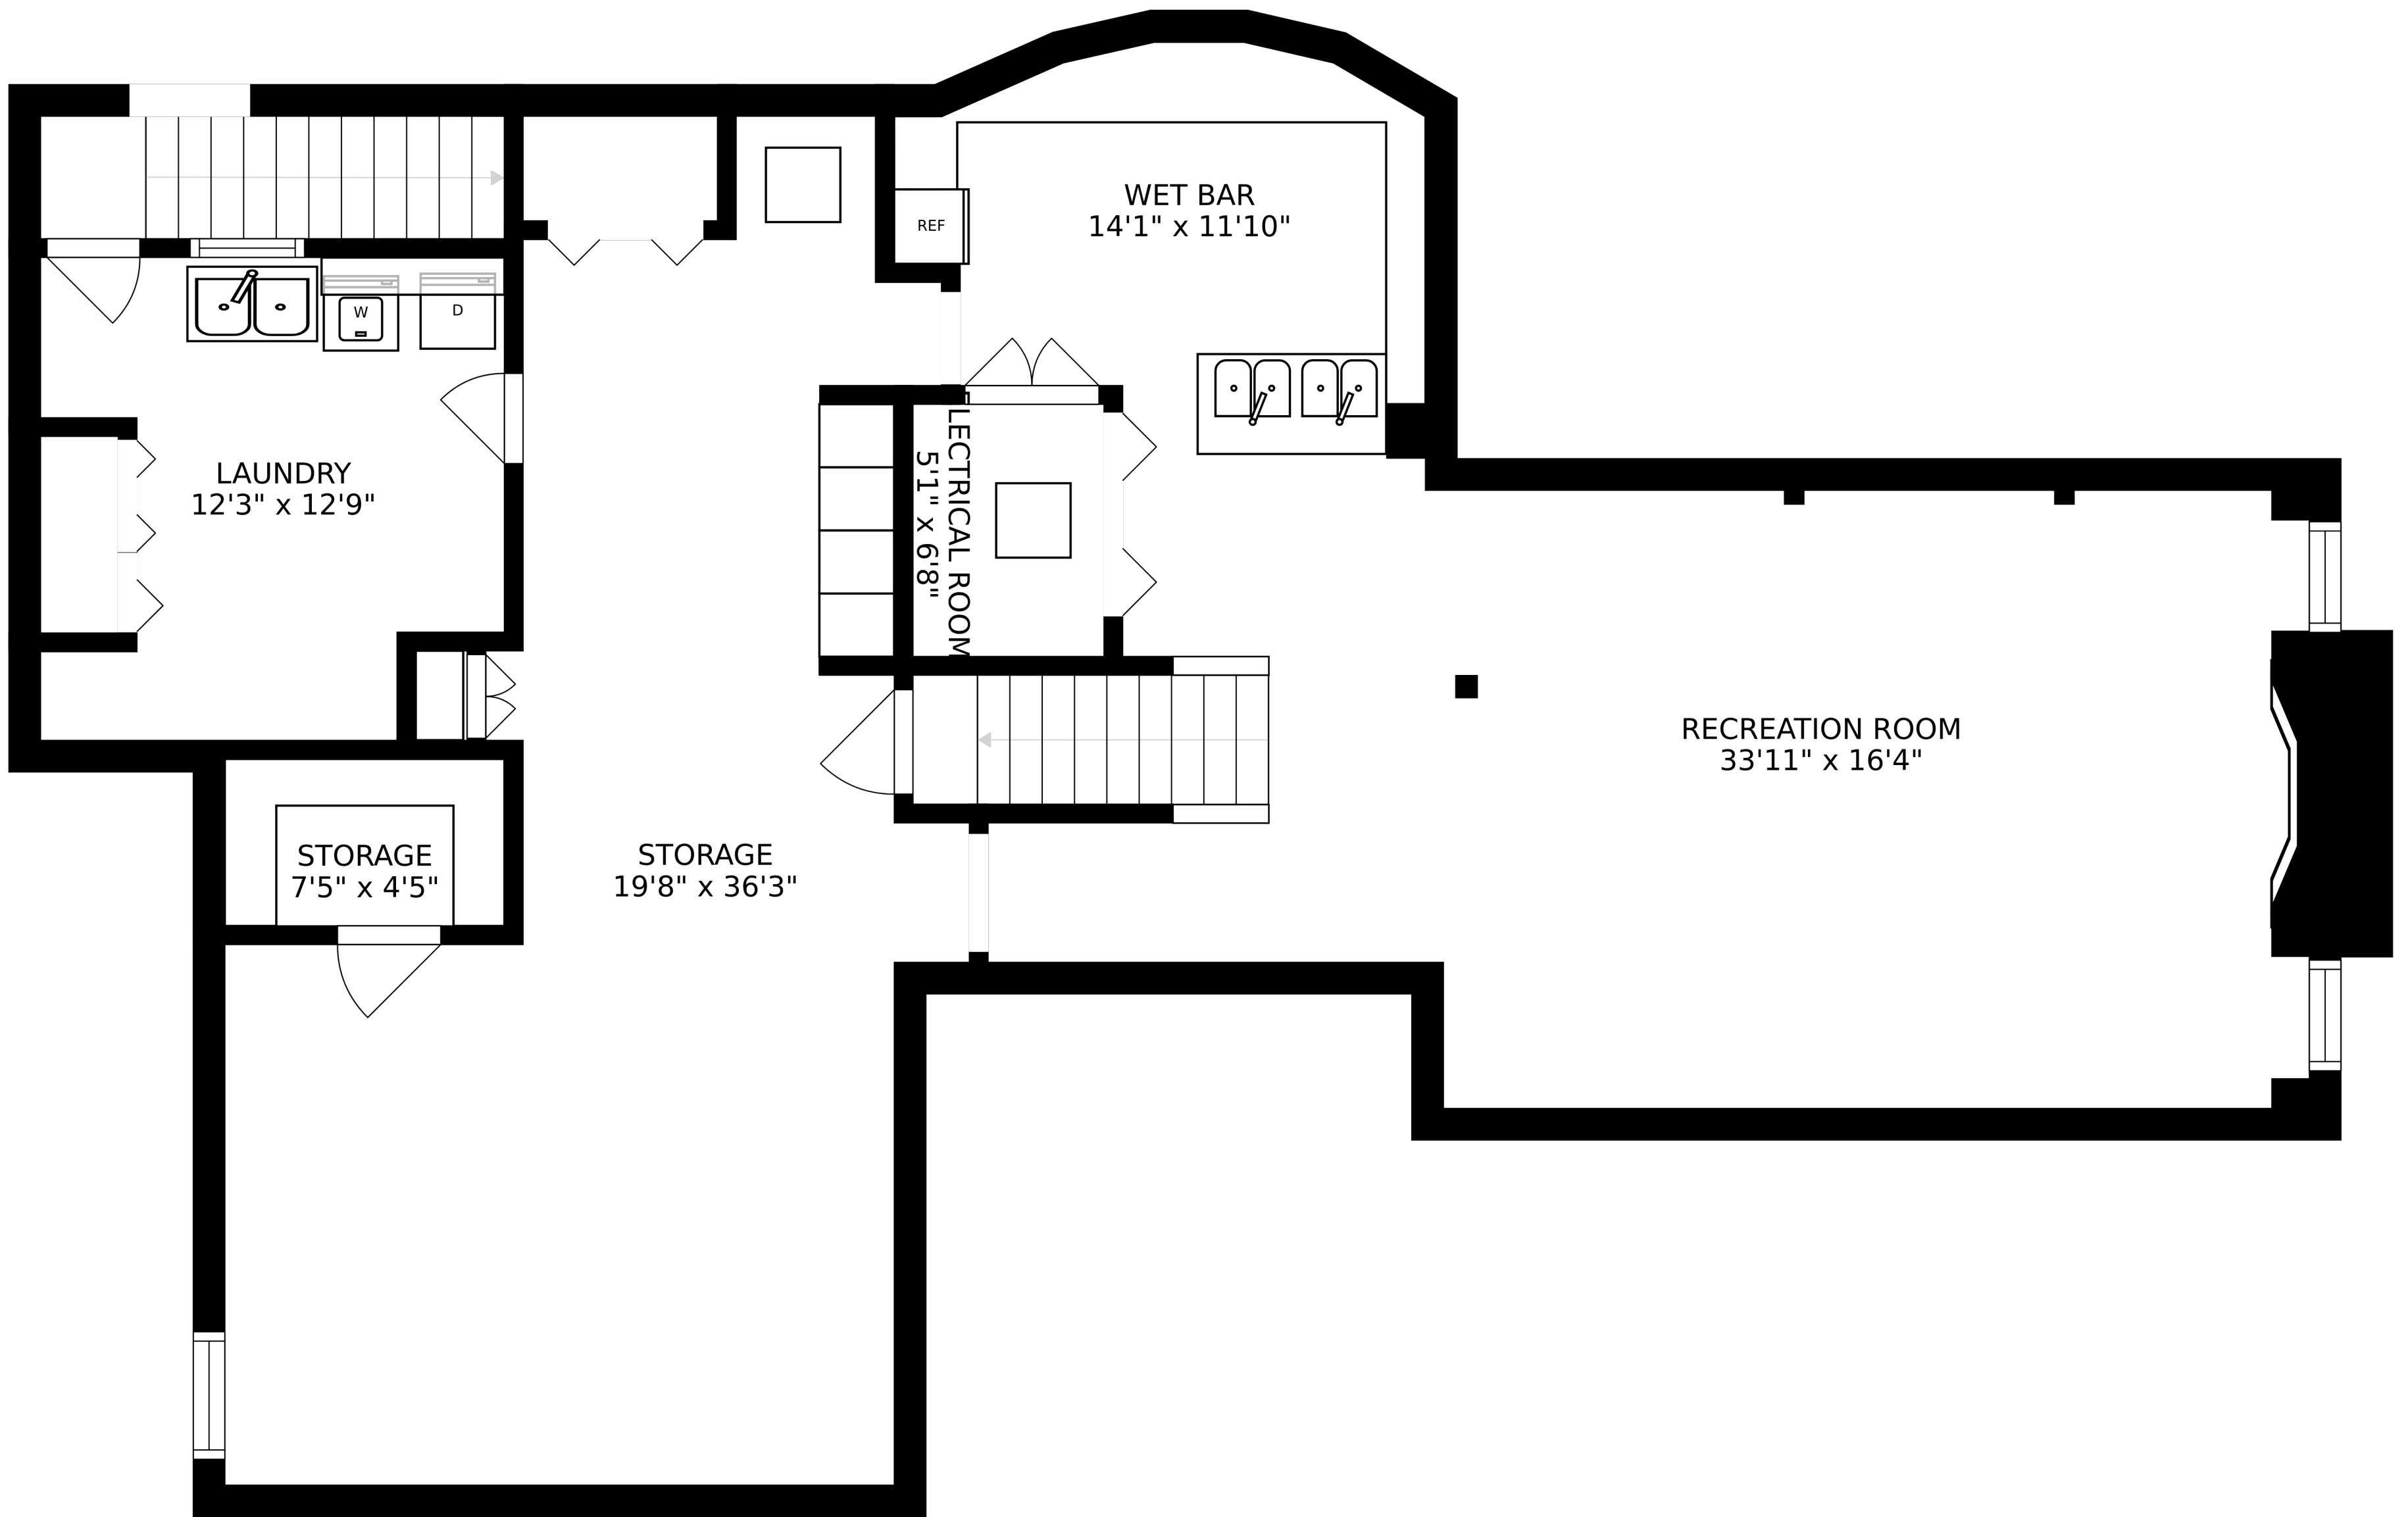 WET BAR
14'1" x 11'10"
REF
W
D
LAUNDRY
12'3" x 12'9"
LECTRICAL ROOM
5'1" x 6'8"
RECREATION ROOM
33'11" x 16'4"
STORAGE
7'5" x 4'5"
STORAGE
19'8" x 36'3"